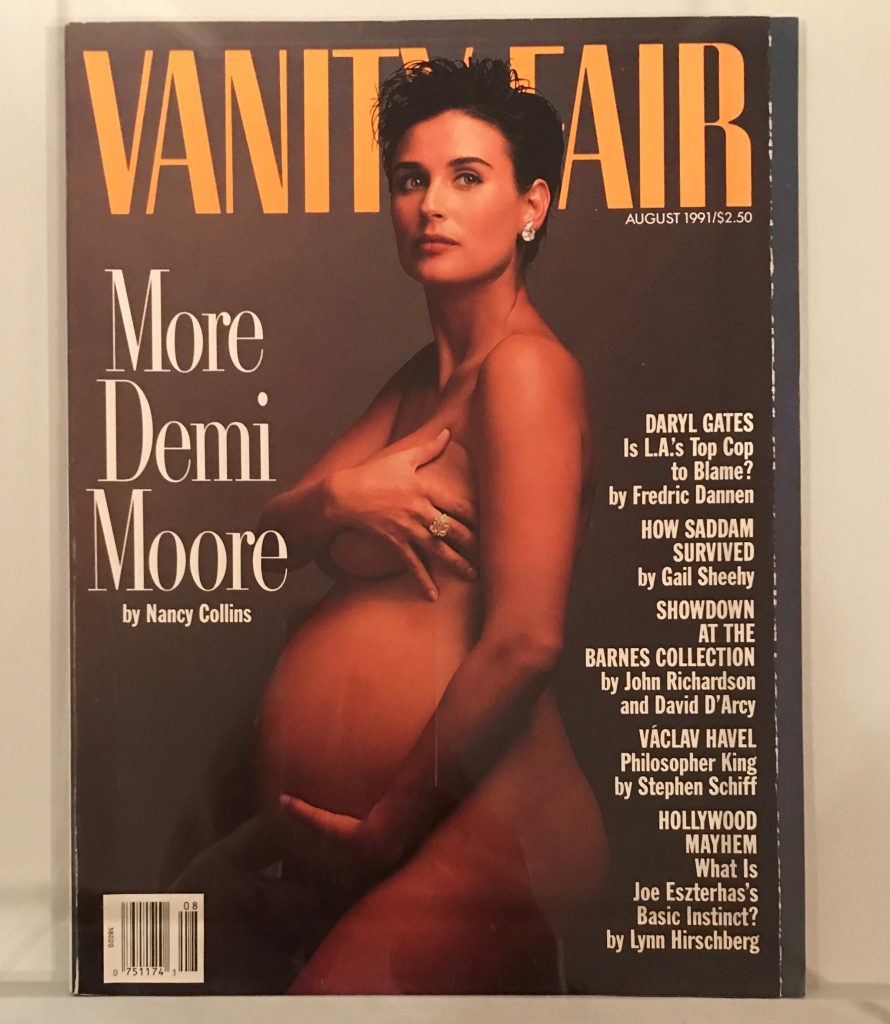 VANITY FAIR
AUGUST 1991/$2.50
More
Demi
Moore
by Nancy Collins
DARYL GATES
Is L.A.'s Top Cop
to Blame?
by Fredric Dannen
HOW SADDAM
SURVIVED
by Gail Sheehy
SHOWDOWN
AT THE
BARNES COLLECTION
by John Richardson
and David D'Arcy
VÁCLAV HAVEL
Philosopher King
by Stephen Schiff
HOLLYWOOD
MAYHEM
What Is
Joe Eszterhas's
Basic Instinct?
by Lynn Hirschberg
08
36020
0 751174 3